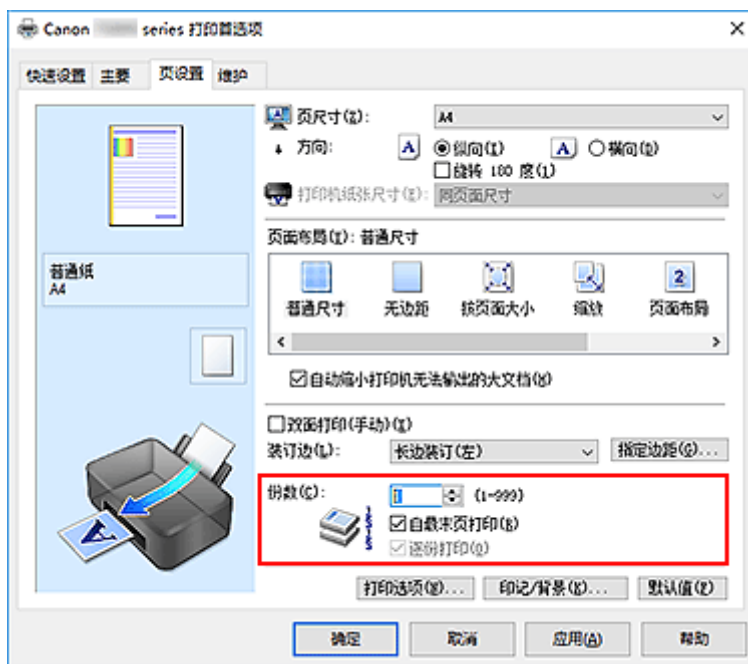 Canon series 打印首选项
快速设置 主要 页设置 维护
页尺寸(Z): A4
方向: A 纵向(I) A 横向(D)
旋转 180 度(1)
打印机纸张尺寸(E): 同页面尺寸
页面布局(Y): 普通尺寸
普通纸
A4
2
普通尺寸 无边距 按页面大小 缩放 页面布局
自动缩小打印机无法输出的大文档(8)
双面打印(手动)(X)
装订边(L): 长边装订(左) 指定边距(G)...
份数(C): 1 (1-999)
自最末页打印(R)
逐份打印(O)
打印选项(N)... 印记/背景(K)... 默认值(F)
确定 取消 应用(A) 帮助